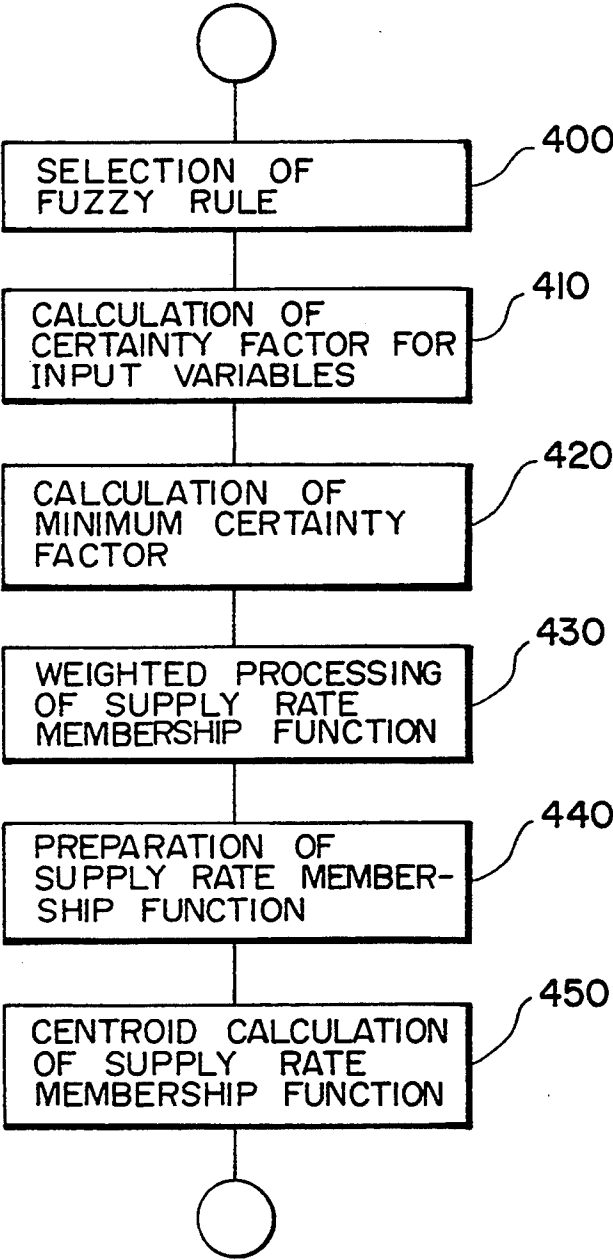 400
SELECTION OF
FUZZY RULE
410
CALCULATION OF
CERTAINTY FACTOR FOR
INPUT VARIABLES
420
CALCULATION OF
MINIMUM CERTAINTY
FACTOR
430
WEIGHTED PROCESSING
OF SUPPLY RATE
MEMBERSHIP FUNCTION
440
PREPARATION OF
SUPPLY RATE MEMBER-
SHIP FUNCTION
450
CENTROID CALCULATION
OF SUPPLY RATE
MEMBERSHIP FUNCTION